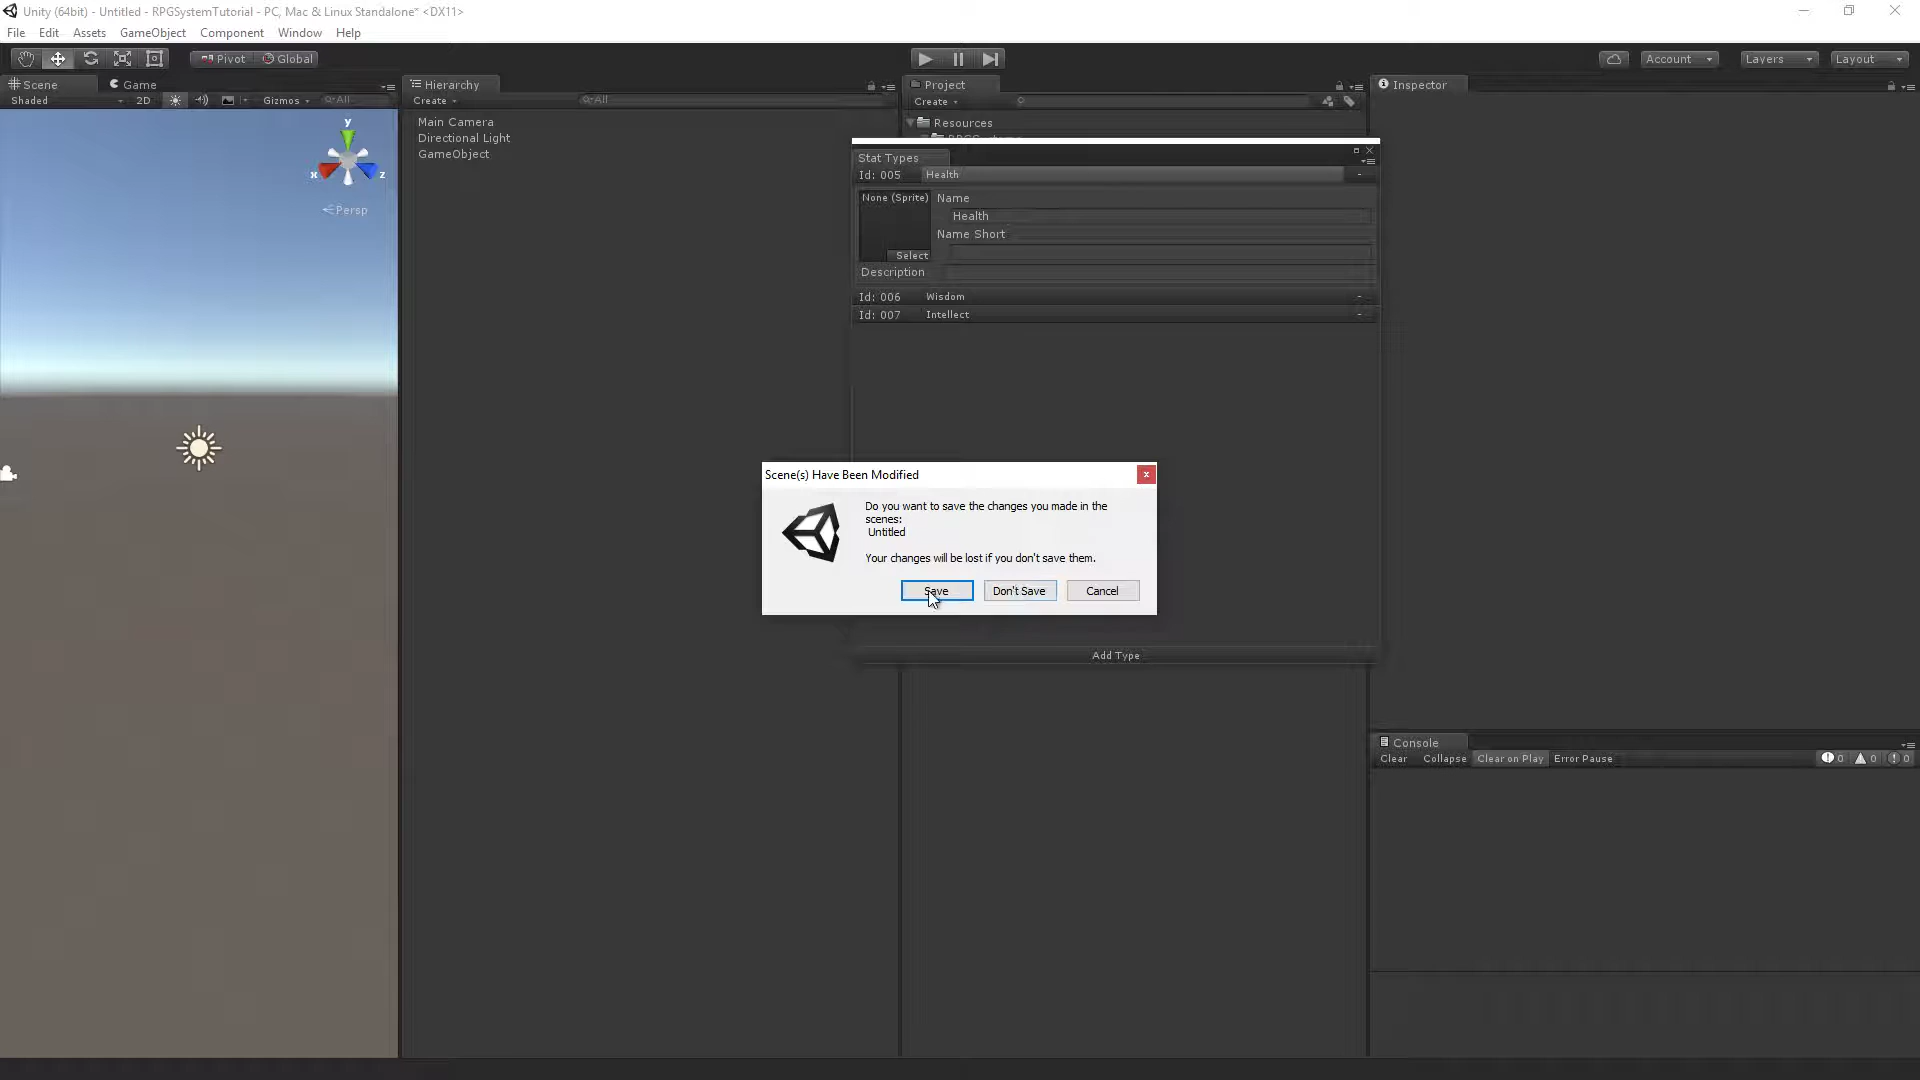 Unity (64bit) - Untitled - RPGSystemTutorial - PC, Mac & Linux Standalone* <DX11>
File Edit Assets GameObject Component Window Help
Pivot Global
Account Layers Layout
Scene Game
Shaded 2D Gizmos All
Hierarchy
Create All
Main Camera
Directional Light
GameObject
Project
Create
Resources
Inspector
y
x z
Persp
Stat Types
Id: 005 Health -
None (Sprite) Name
Health
Name Short
Select
Description
Id: 006 Wisdom -
Id: 007 Intellect -
Add Type
Scene(s) Have Been Modified
Do you want to save the changes you made in the
scenes:
Untitled
Your changes will be lost if you don't save them.
Save Don't Save Cancel
Console
Clear Collapse Clear on Play Error Pause 0 0 0